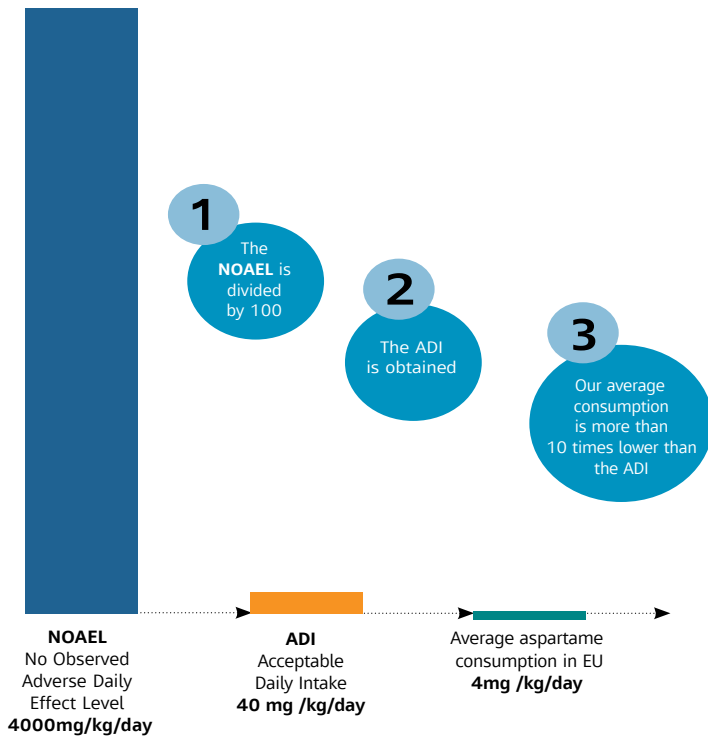 1
The
NOAEL is
divided
by 100
2
The ADI
is obtained
3
Our average
consumption
is more than
10 times lower than
the ADI
NOAEL
No Observed
Adverse Daily
Effect Level
4000mg/kg/day
ADI
Acceptable
Daily Intake
40 mg /kg/day
Average aspartame
consumption in EU
4mg /kg/day